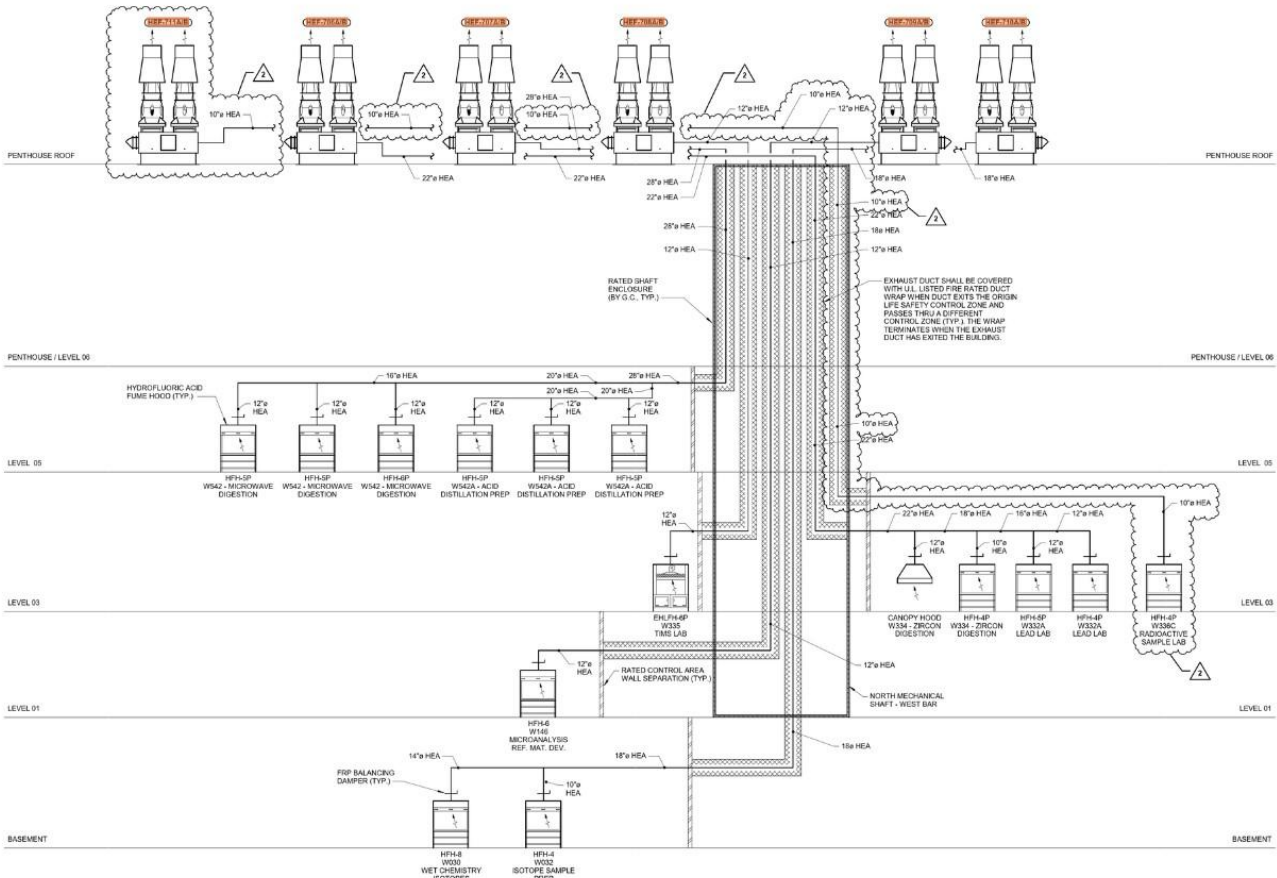 HEF-711A/B
HEF-705A/B
HEF-707A/B
HEF-708A/B
HEF-709A/B
HEF-710A/B
2
2
2
2
10"ø HEA
10"ø HEA
28"ø HEA
10"ø HEA
12"ø HEA
10"ø HEA
12"ø HEA
PENTHOUSE ROOF
PENTHOUSE ROOF
22"ø HEA
22"ø HEA
28"ø HEA
22"ø HEA
18"ø HEA
18"ø HEA
28"ø HEA
12"ø HEA
10"ø HEA
22"ø HEA
18ø HEA
12"ø HEA
2
RATED SHAFT
ENCLOSURE
(BY G.C., TYP.)
EXHAUST DUCT SHALL BE COVERED
WITH U.L. LISTED FIRE RATED DUCT
WRAP WHEN DUCT EXITS THE ORIGIN
LIFE SAFETY CONTROL ZONE AND
PASSES THRU A DIFFERENT
CONTROL ZONE (TYP.). THE WRAP
TERMINATES WHEN THE EXHAUST
DUCT HAS EXITED THE BUILDING.
PENTHOUSE / LEVEL 06
PENTHOUSE / LEVEL 06
HYDROFLUORIC ACID
FUME HOOD (TYP.)
16"ø HEA
20"ø HEA
28"ø HEA
20"ø HEA
20"ø HEA
12"ø
HEA
12"ø
HEA
12"ø
HEA
12"ø
HEA
12"ø
HEA
12"ø
HEA
10"ø HEA
22"ø HEA
LEVEL 05
LEVEL 05
HFH-5P
W542 - MICROWAVE
DIGESTION
HFH-5P
W542 - MICROWAVE
DIGESTION
HFH-6P
W542 - MICROWAVE
DIGESTION
HFH-5P
W542A - ACID
DISTILLATION PREP
HFH-5P
W542A - ACID
DISTILLATION PREP
HFH-5P
W542A - ACID
DISTILLATION PREP
12"ø
HEA
22"ø HEA
18"ø HEA
16"ø HEA
12"ø HEA
10"ø HEA
12"ø
HEA
10"ø
HEA
12"ø
HEA
LEVEL 03
LEVEL 03
EHLFH-6P
W335
TIMS LAB
CANOPY HOOD
W334 - ZIRCON
DIGESTION
HFH-4P
W334 - ZIRCON
DIGESTION
HFH-5P
W332A
LEAD LAB
HFH-4P
W332A
LEAD LAB
HFH-4P
W336C
RADIOACTIVE
SAMPLE LAB
2
12"ø
HEA
RATED CONTROL AREA
WALL SEPARATION (TYP.)
12"ø HEA
NORTH MECHANICAL
SHAFT - WEST BAR
LEVEL 01
LEVEL 01
HFH-6
W146
MICROANALYSIS
REF. MAT. DEV.
18ø HEA
14"ø HEA
18"ø HEA
FRP BALANCING
DAMPER (TYP.)
10"ø
HEA
BASEMENT
BASEMENT
HFH-8
W030
WET CHEMISTRY
HFH-4
W032
ISOTOPE SAMPLE